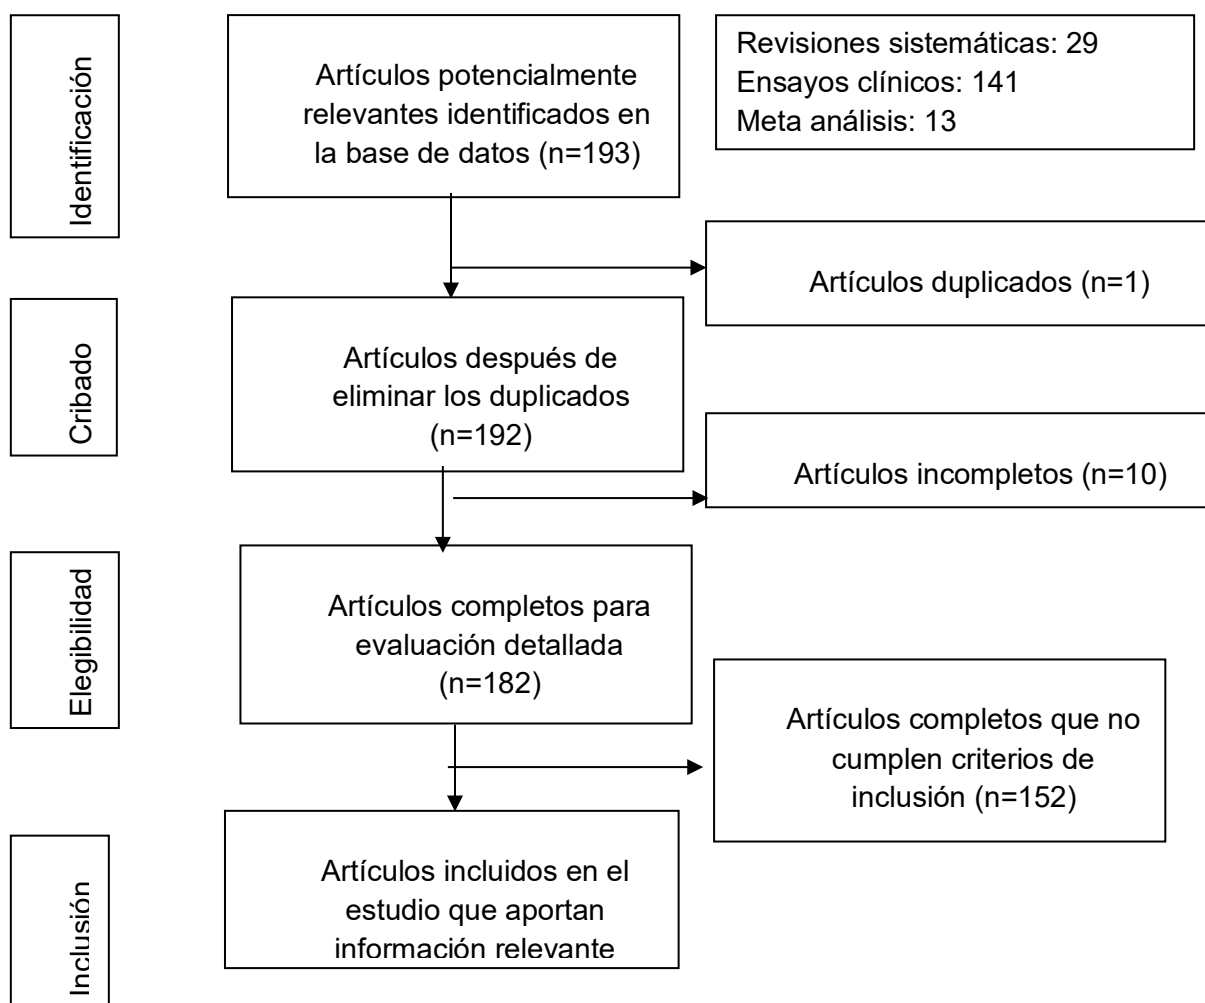 Identificación
Artículos potencialmente
relevantes identificados en
la base de datos (n=193)
Revisiones sistemáticas: 29
Ensayos clínicos: 141
Meta análisis: 13
Artículos duplicados (n=1)
Cribado
Artículos después de
eliminar los duplicados
(n=192)
Artículos incompletos (n=10)
Elegibilidad
Artículos completos para
evaluación detallada
(n=182)
Artículos completos que no
cumplen criterios de
inclusión (n=152)
Inclusión
Artículos incluidos en el
estudio que aportan
información relevante